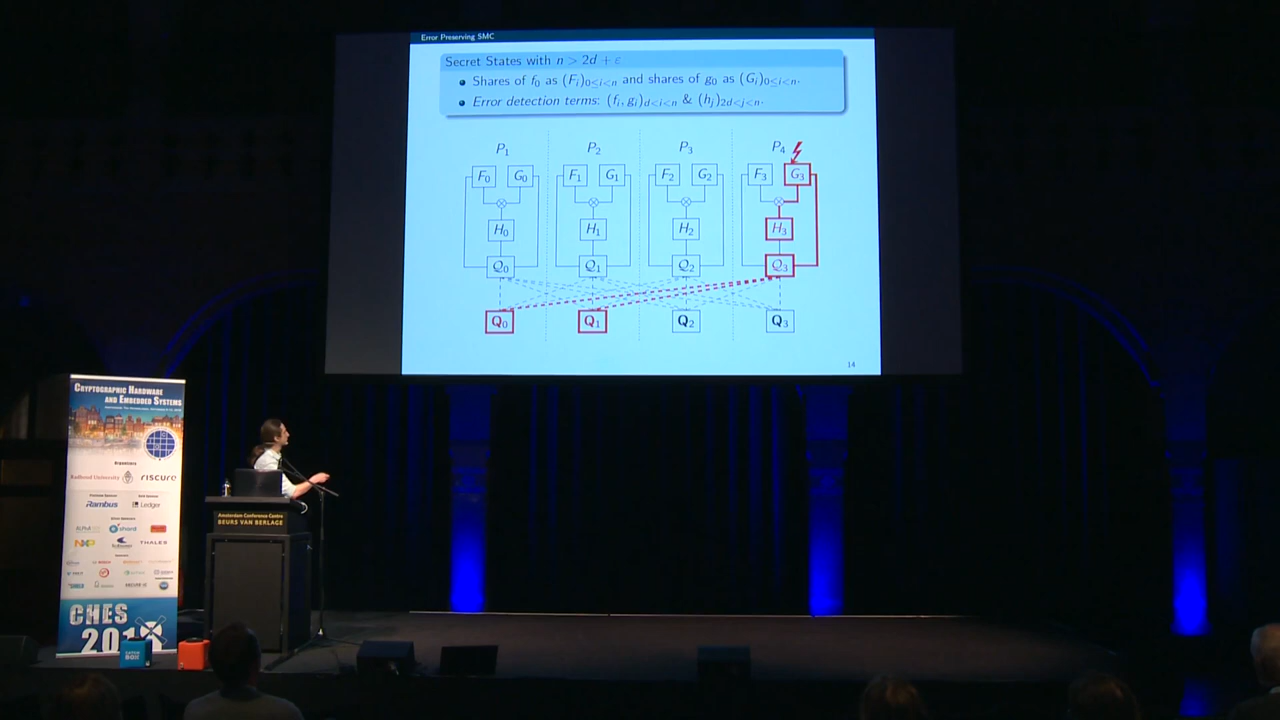 Error Preserving SMC
Secret States with n > 2d + ε
Shares of f₀ as (Fᵢ)₀≤ᵢ<ₙ and shares of g₀ as (Gᵢ)₀≤ᵢ<ₙ.
Error detection terms: (fᵢ, gᵢ)d<i<n & (hⱼ)2d<j<n.
P₁ P₂ P₃ P₄
F₀ G₀ F₁ G₁ F₂ G₂ F₃ G₃
⊗ ⊗ ⊗ ⊗
H₀ H₁ H₂ H₃
Q₀ Q₁ Q₂ Q₃
Q₀ Q₁ Q₂ Q₃
14
Cryptographic Hardware
and Embedded Systems
Organizers
Radboud University
riscure
Rambus
Ledger
NXP
THALES
CHES
2018
Amsterdam Conference Centre
BEURS VAN BERLAGE